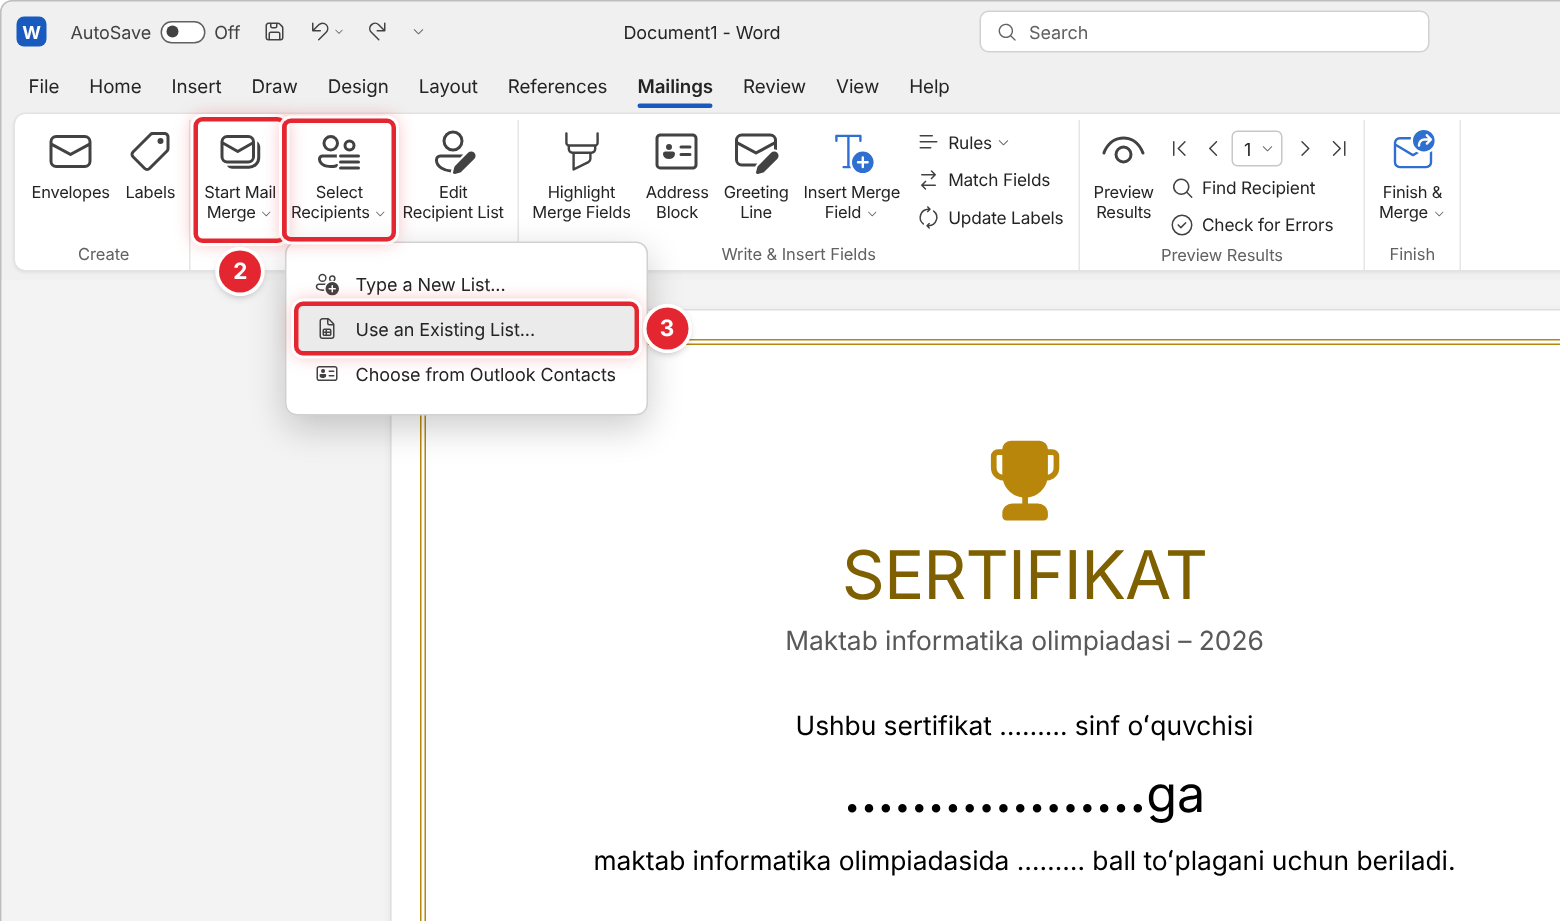 W AutoSave Off Document1 - Word Search
File Home Insert Draw Design Layout References Mailings Review View Help
Envelopes
Labels
Create
Start Mail
Merge
Select
Recipients
Edit
Recipient List
2
Highlight
Merge Fields
Address
Block
Greeting
Line
Insert Merge
Field
Rules
Match Fields
Update Labels
Write & Insert Fields
Preview
Results
1
Find Recipient
Check for Errors
Preview Results
Finish &
Merge
Finish
Type a New List...
Use an Existing List...
3
Choose from Outlook Contacts
SERTIFIKAT
Maktab informatika olimpiadasi – 2026
Ushbu sertifikat ......... sinf oʻquvchisi
..................ga
maktab informatika olimpiadasida ......... ball toʻplagani uchun beriladi.